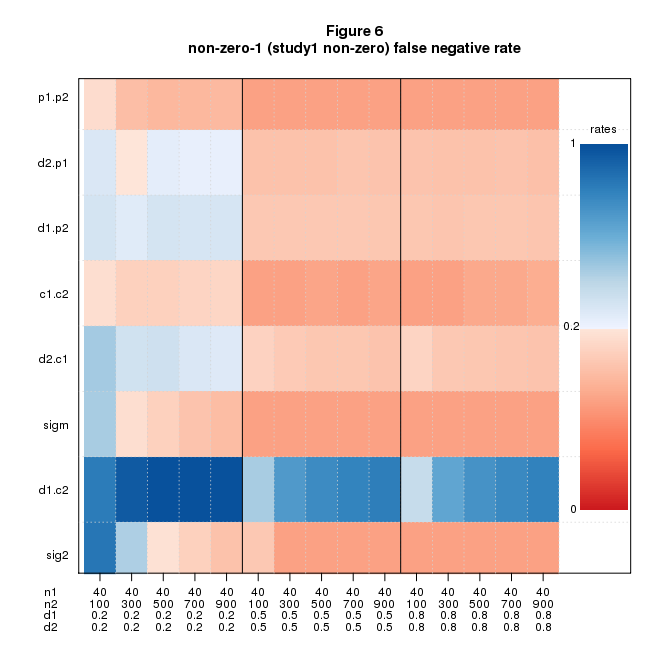 Figure 6
non-zero-1 (study1 non-zero) false negative rate
p1.p2
d2.p1
d1.p2
c1.c2
d2.c1
sigm
d1.c2
sig2
rates
1
0.2
0
n1 40 40 40 40 40 40 40 40 40 40 40 40 40 40 40
n2 100 300 500 700 900 100 300 500 700 900 100 300 500 700 900
d1 0.2 0.2 0.2 0.2 0.2 0.5 0.5 0.5 0.5 0.5 0.8 0.8 0.8 0.8 0.8
d2 0.2 0.2 0.2 0.2 0.2 0.5 0.5 0.5 0.5 0.5 0.8 0.8 0.8 0.8 0.8